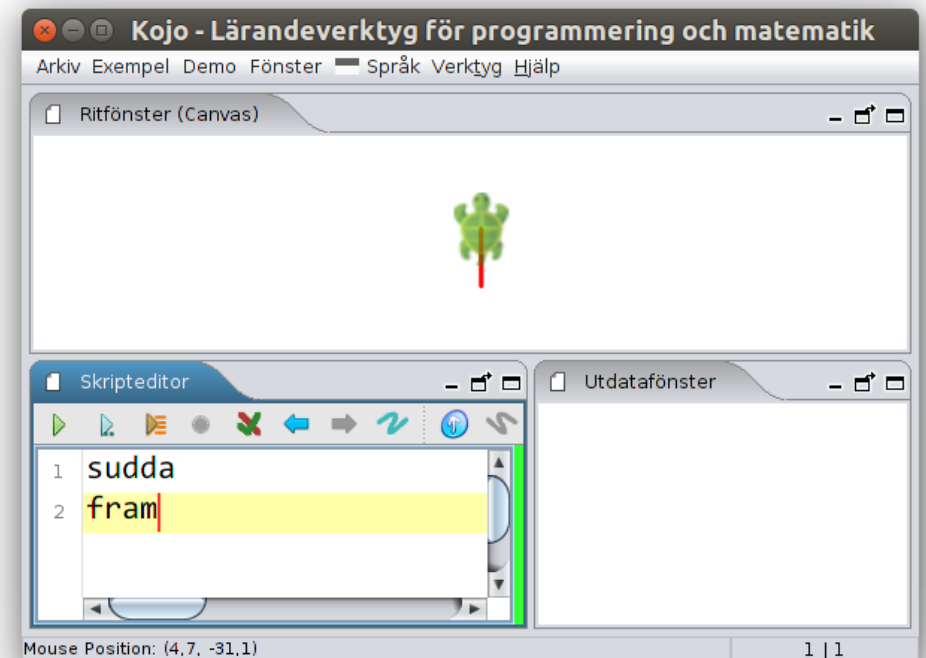 Kojo - Lärandeverktyg för programmering och matematik
Arkiv Exempel Demo Fönster Språk Verktyg Hjälp
Ritfönster (Canvas)
Skripteditor
Utdatafönster
1 sudda
2 fram
Mouse Position: (4,7, -31,1)
1|1